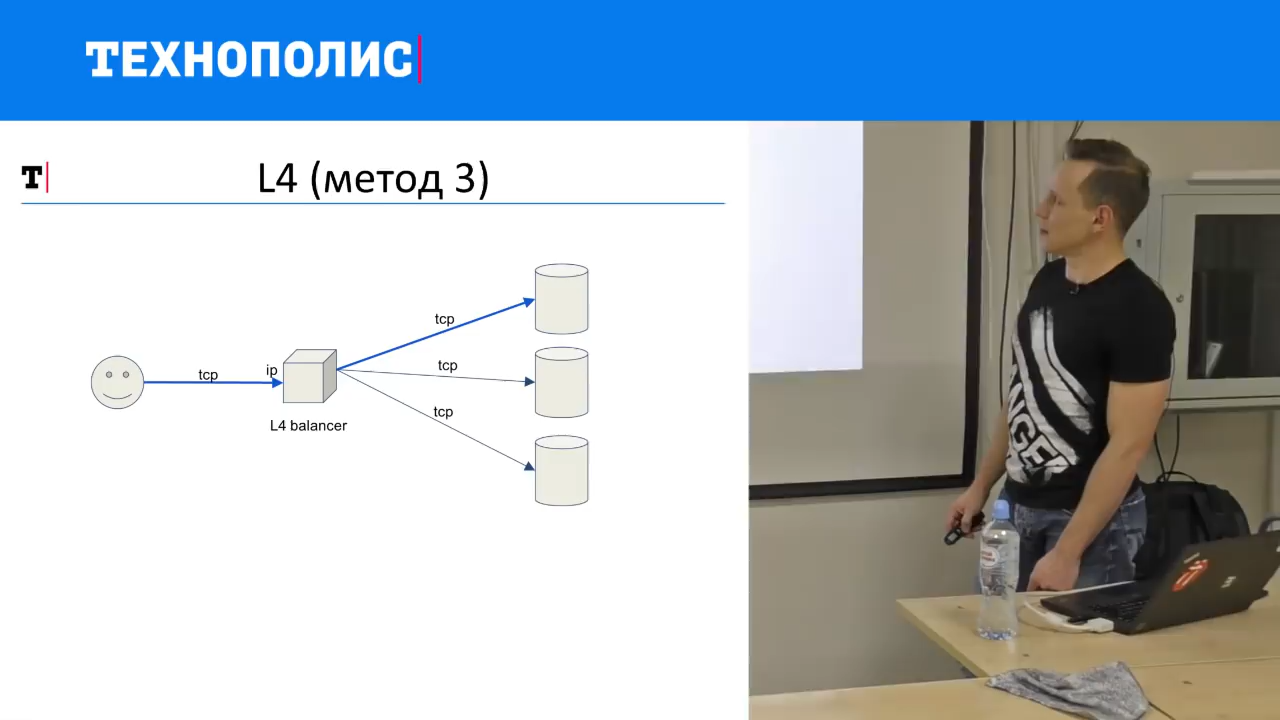 ТЕХНОПОЛИС
Т
L4 (метод 3)
tcp
tcp
ip
tcp
tcp
L4 balancer